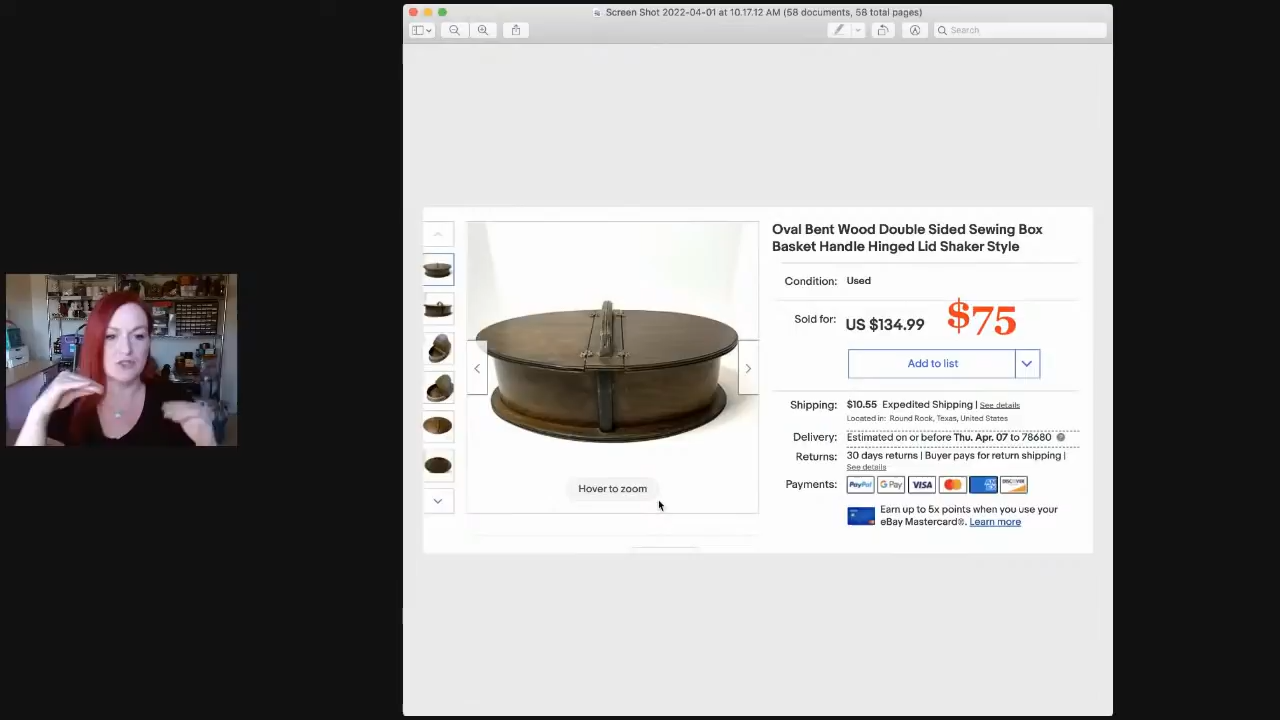 Screen Shot 2022-04-01 at 10.17.12 AM (58 documents, 58 total pages)
Search
Oval Bent Wood Double Sided Sewing Box
Basket Handle Hinged Lid Shaker Style
Condition: Used
Sold for: US $134.99 $75
Add to list
Shipping: $10.55 Expedited Shipping | See details
Located in: Round Rock, Texas, United States
Delivery: Estimated on or before Thu. Apr. 07 to 78680
Returns: 30 days returns | Buyer pays for return shipping |
See details
Payments: PayPal G Pay VISA DISCOVER
Earn up to 5x points when you use your
eBay Mastercard®. Learn more
Hover to zoom